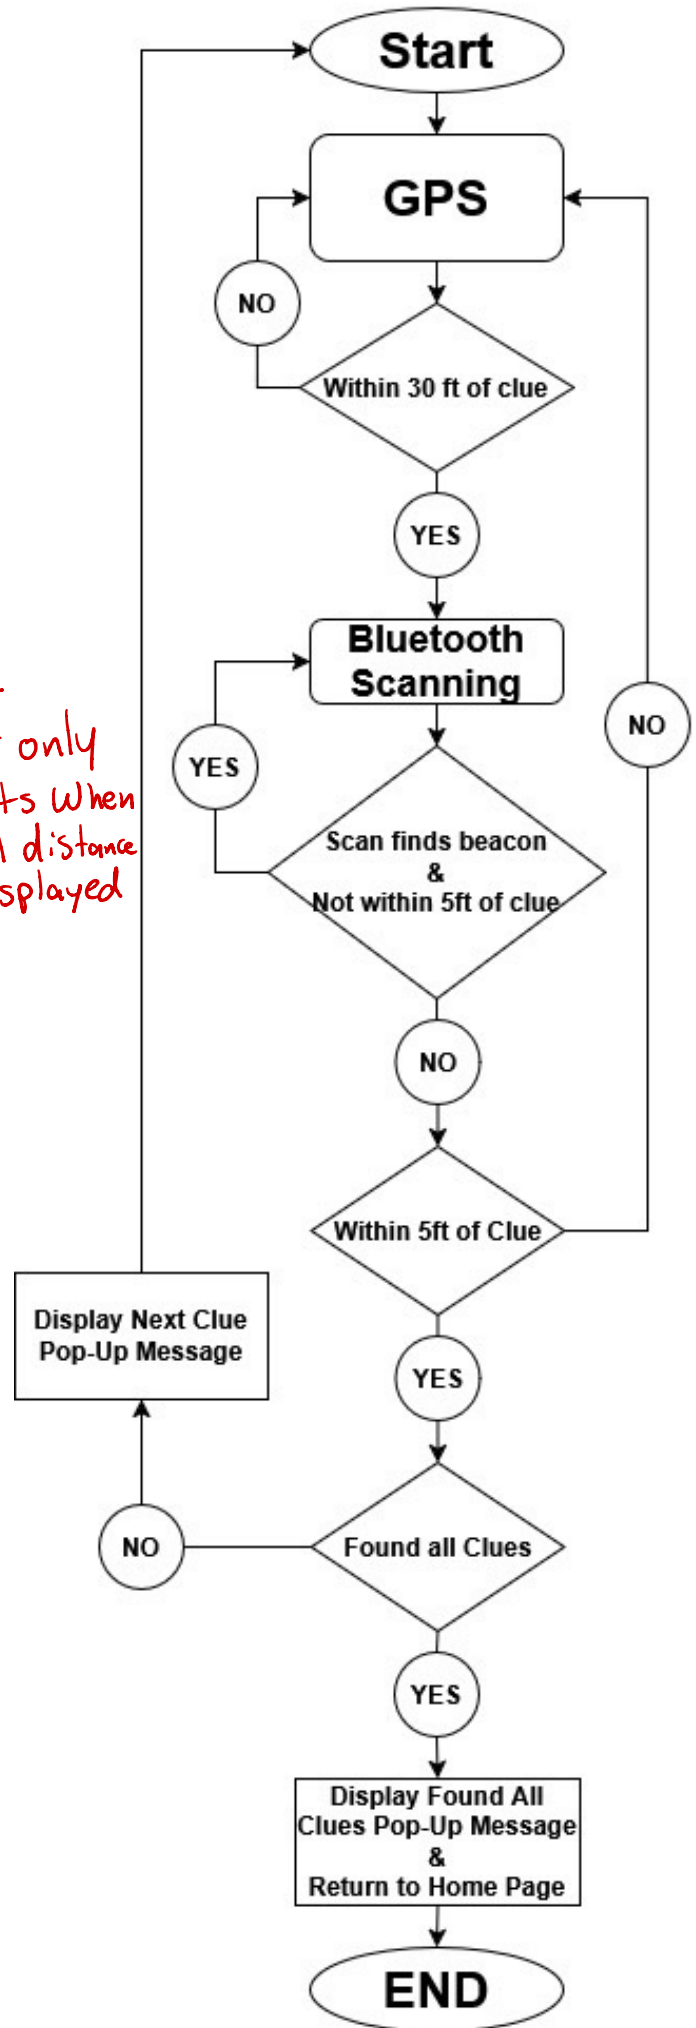 Start
GPS
NO
Within 30 ft of clue
YES
Bluetooth
Scanning
NO
only
when
YES
distance
Scan finds beacon
&
Not within 5ft of clue
NO
Within 5ft of Clue
Display Next Clue
Pop-Up Message
YES
NO
Found all Clues
YES
Display Found All
Clues Pop-Up Message
&
Return to Home Page
END